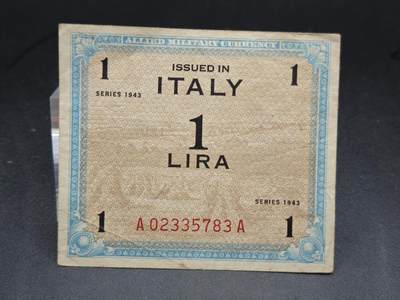 ALLIED MILITARY CURRENCY
1 ISSUED IN 1
SERIES 1943 ITALY
1
LIRA
SERIES 1943
1 A 02335783 A 1